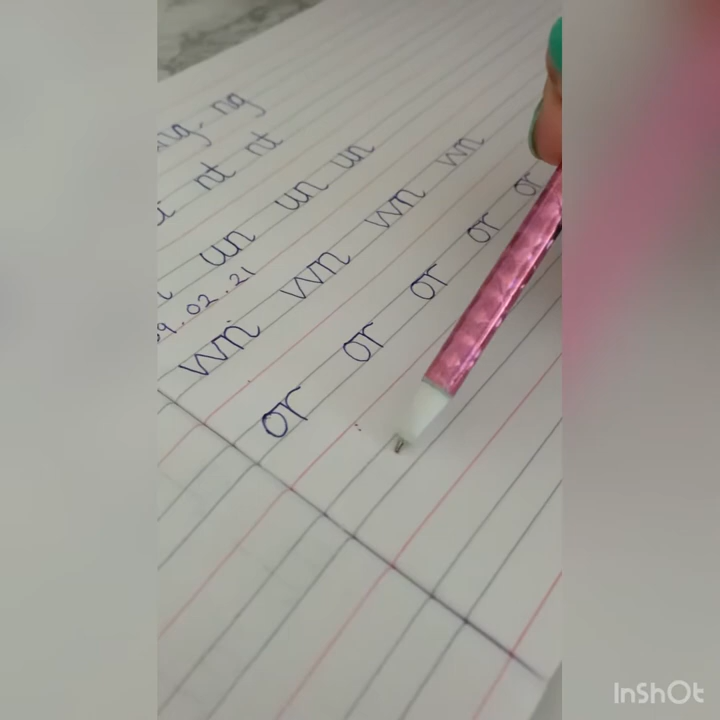 ng ng
nt nt
un un un
09.02.21
wn wn wn wn
or or or or or
InShOt